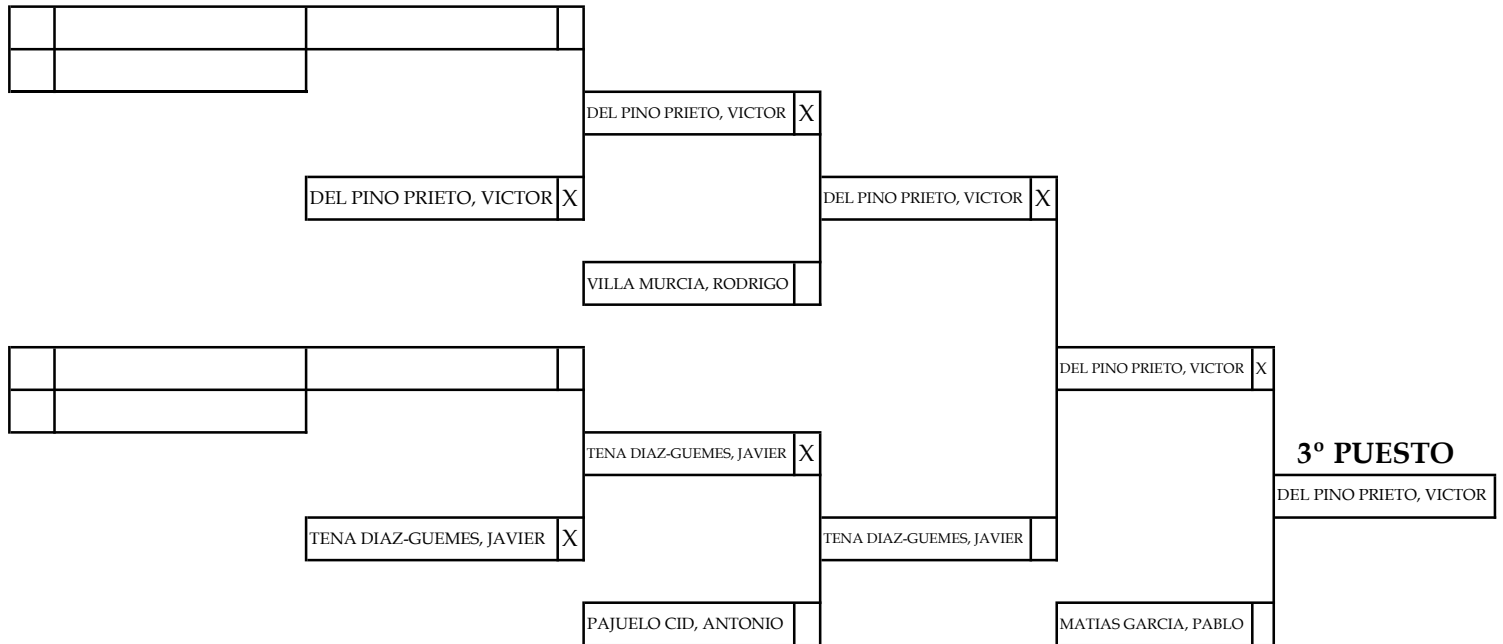 DEL PINO PRIETO, VICTOR X
DEL PINO PRIETO, VICTOR X
DEL PINO PRIETO, VICTOR X
VILLA MURCIA, RODRIGO
DEL PINO PRIETO, VICTOR X
TENA DIAZ-GUEMES, JAVIER X
3º PUESTO
DEL PINO PRIETO, VICTOR
TENA DIAZ-GUEMES, JAVIER X
TENA DIAZ-GUEMES, JAVIER
PAJUELO CID, ANTONIO
MATIAS GARCIA, PABLO